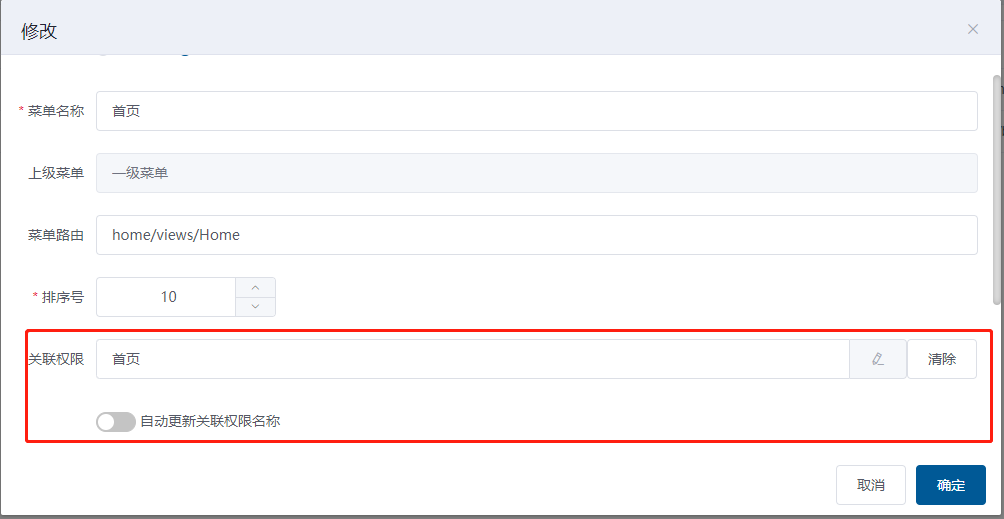 修改
* 菜单名称 首页
上级菜单 一级菜单
菜单路由 home/views/Home
* 排序号 10
关联权限 首页 清除
自动更新关联权限名称
取消 确定